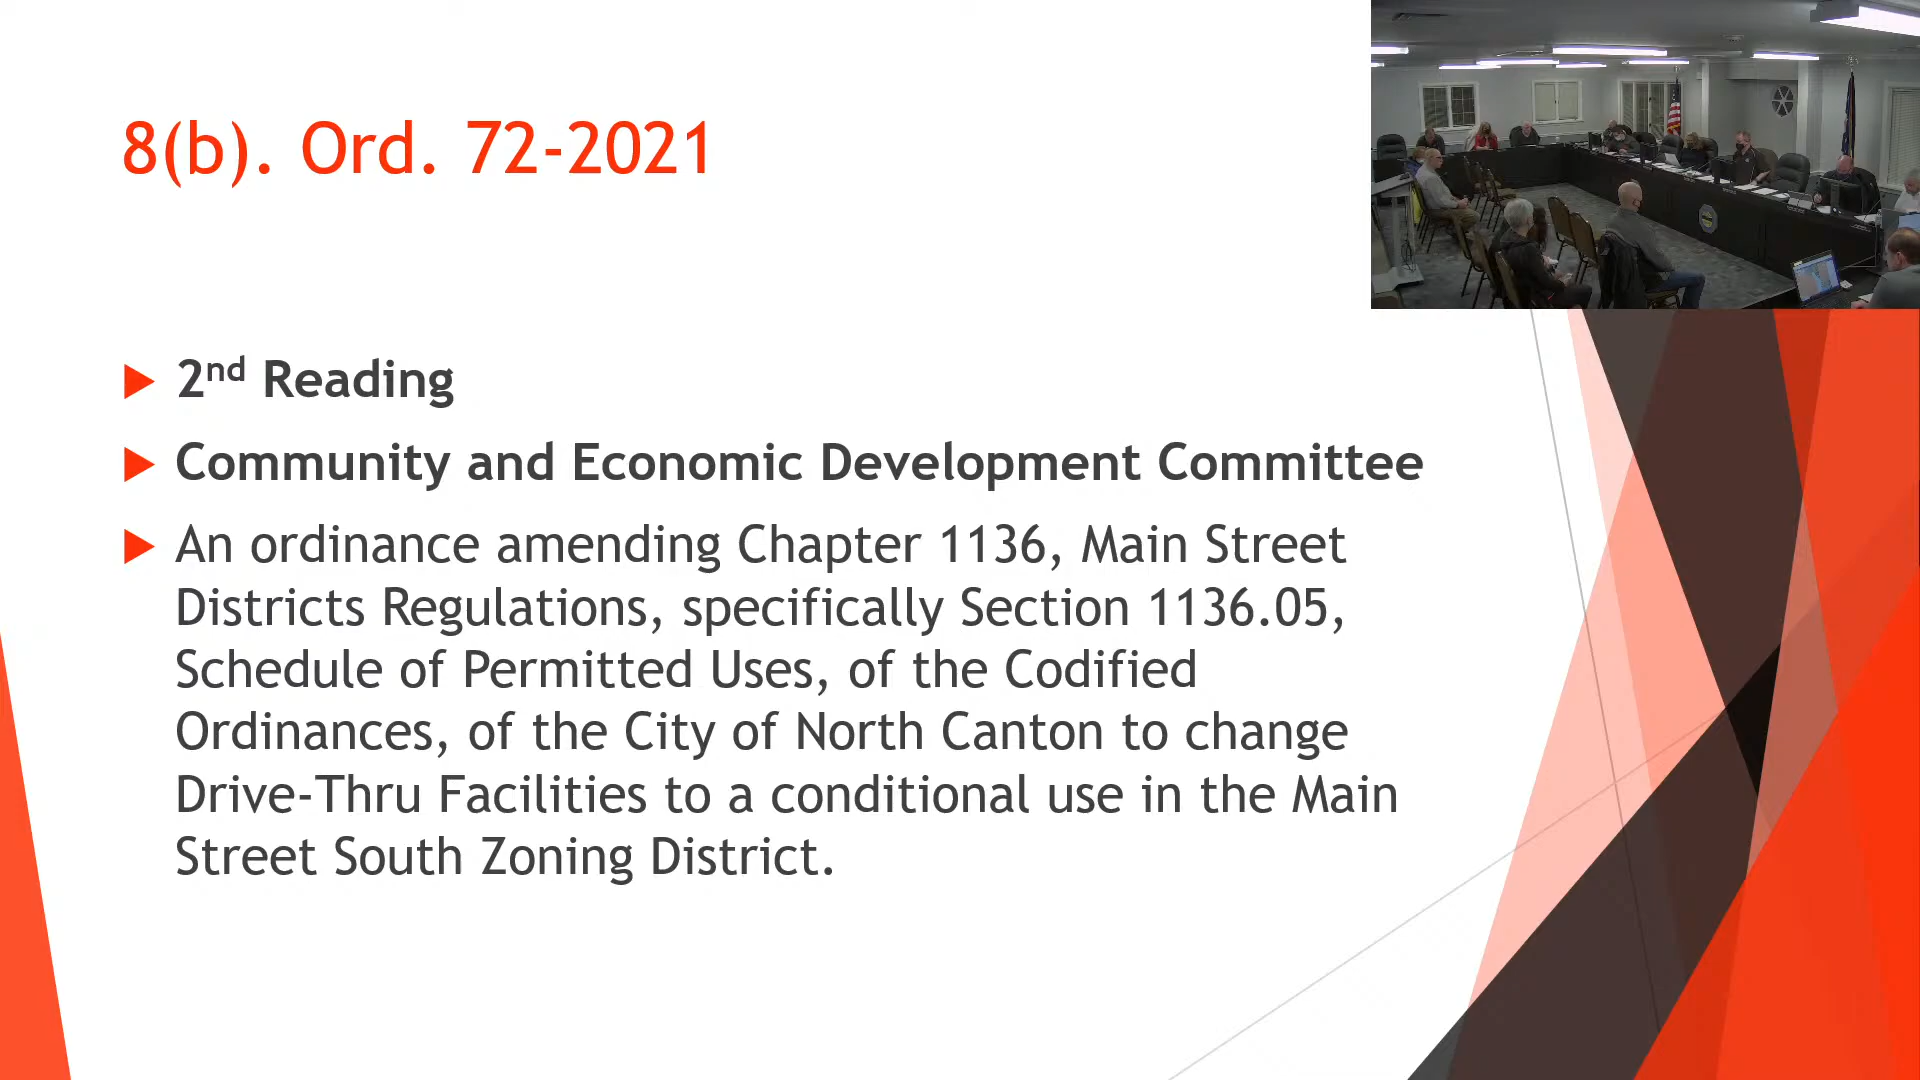 8(b). Ord. 72-2021
2nd Reading
Community and Economic Development Committee
An ordinance amending Chapter 1136, Main Street
Districts Regulations, specifically Section 1136.05,
Schedule of Permitted Uses, of the Codified
Ordinances, of the City of North Canton to change
Drive-Thru Facilities to a conditional use in the Main
Street South Zoning District.